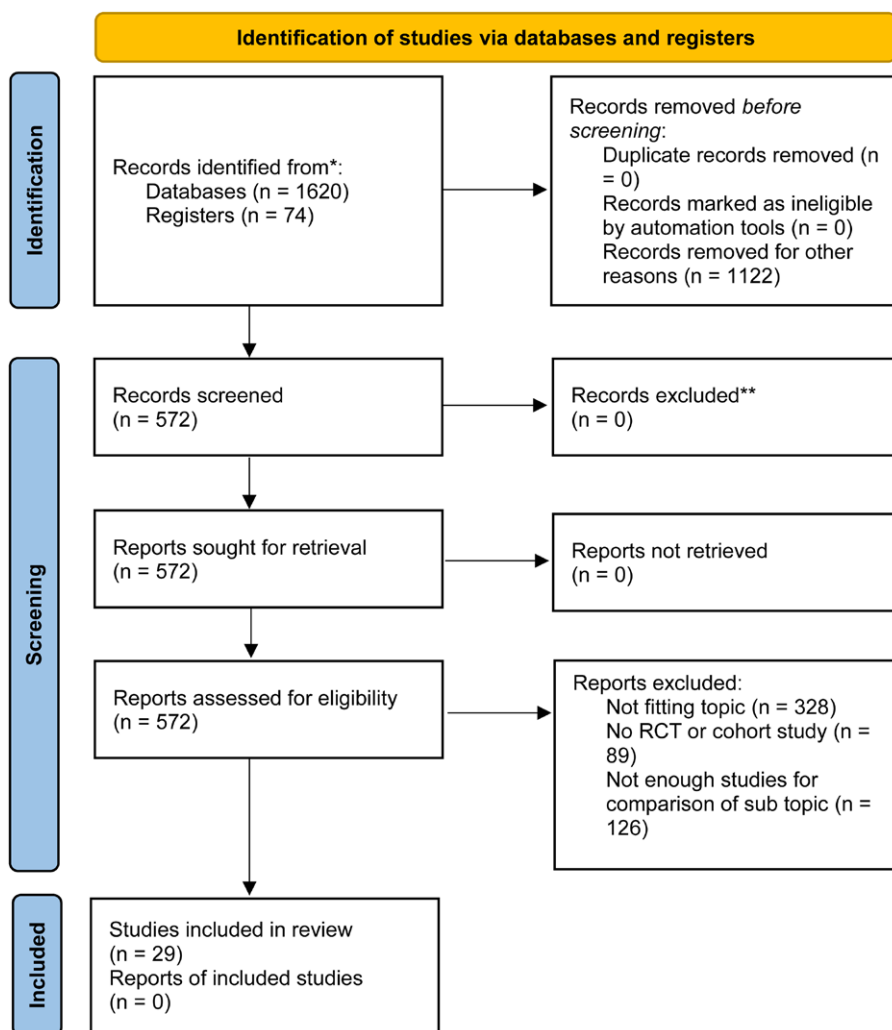 Identification of studies via databases and registers
Identification
Records identified from*:
Databases (n = 1620)
Registers (n = 74)
Records removed before
screening:
Duplicate records removed (n
= 0)
Records marked as ineligible
by automation tools (n = 0)
Records removed for other
reasons (n = 1122)
Screening
Records screened
(n = 572)
Records excluded**
(n = 0)
Reports sought for retrieval
(n = 572)
Reports not retrieved
(n = 0)
Reports assessed for eligibility
(n = 572)
Reports excluded:
Not fitting topic (n = 328)
No RCT or cohort study (n =
89)
Not enough studies for
comparison of sub topic (n =
126)
Included
Studies included in review
(n = 29)
Reports of included studies
(n = 0)